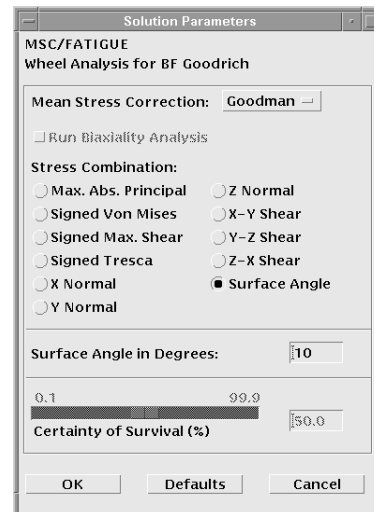 Solution Parameters
MSC/FATIGUE
Wheel Analysis for BF Goodrich
Mean Stress Correction: Goodman
Run Biaxiality Analysis
Stress Combination:
Max. Abs. Principal Z Normal
Signed Von Mises X-Y Shear
Signed Max. Shear Y-Z Shear
Signed Tresca Z-X Shear
X Normal Surface Angle
Y Normal
Surface Angle in Degrees: 10
0.1 99.9
50.0
Certainty of Survival (%)
OK Defaults Cancel